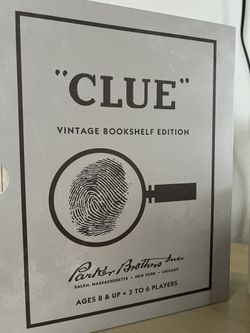 "CLUE"
VINTAGE BOOKSHELF EDITION
Parker Brothers Inc.
SALEM, MASSACHUSETTS • NEW YORK • CHICAGO
AGES 8 & UP • 3 TO 6 PLAYERS